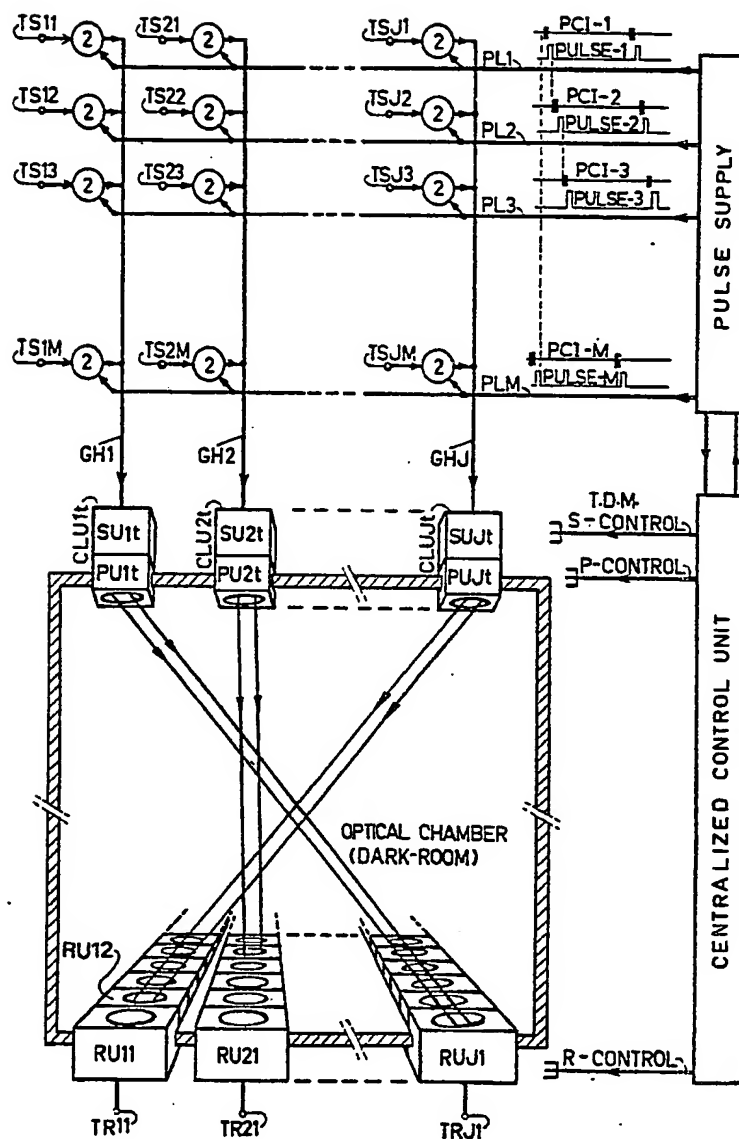 TS11 2 TS21 2 TSJ1 2 PL1 PCI-1
PULSE-1
TS12 2 TS22 2 TSJ2 2 PL2 PCI-2
PULSE-2
TS13 2 TS23 2 TSJ3 2 PL3 PCI-3
PULSE-3
PULSE SUPPLY
TS1M 2 TS2M 2 TSJM 2 PLM PCI-M
PULSE-M
GH1 GH2 GHJ
CLU1t SU1t CLU2t SU2t CLUJt SUJt
T.D.M.
S-CONTROL
PU1t PU2t PUJt P-CONTROL
CENTRALIZED CONTROL UNIT
OPTICAL CHAMBER
(DARK-ROOM)
RU12
RU11 RU21 RUJ1 R-CONTROL
TR11 TR21 TRJ1